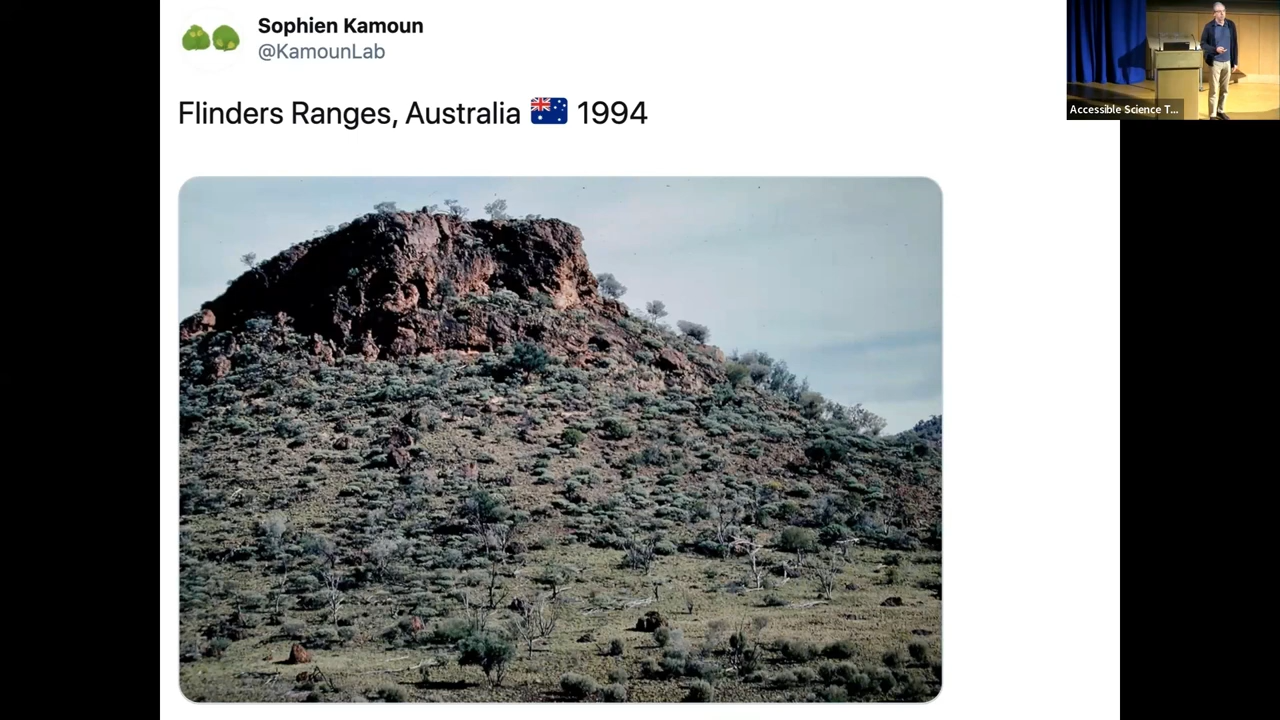 Sophien Kamoun
@KamounLab
Flinders Ranges, Australia 🇦🇺 1994
Accessible Science T...